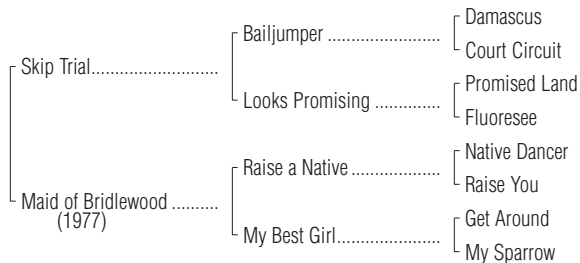 Damascus
Bailjumper ........................
Court Circuit
Skip Trial...........................
Promised Land
Looks Promising ..............
Fluoresee
Native Dancer
Raise a Native ...................
Raise You
Maid of Bridlewood ..........
(1977)
Get Around
My Best Girl......................
My Sparrow